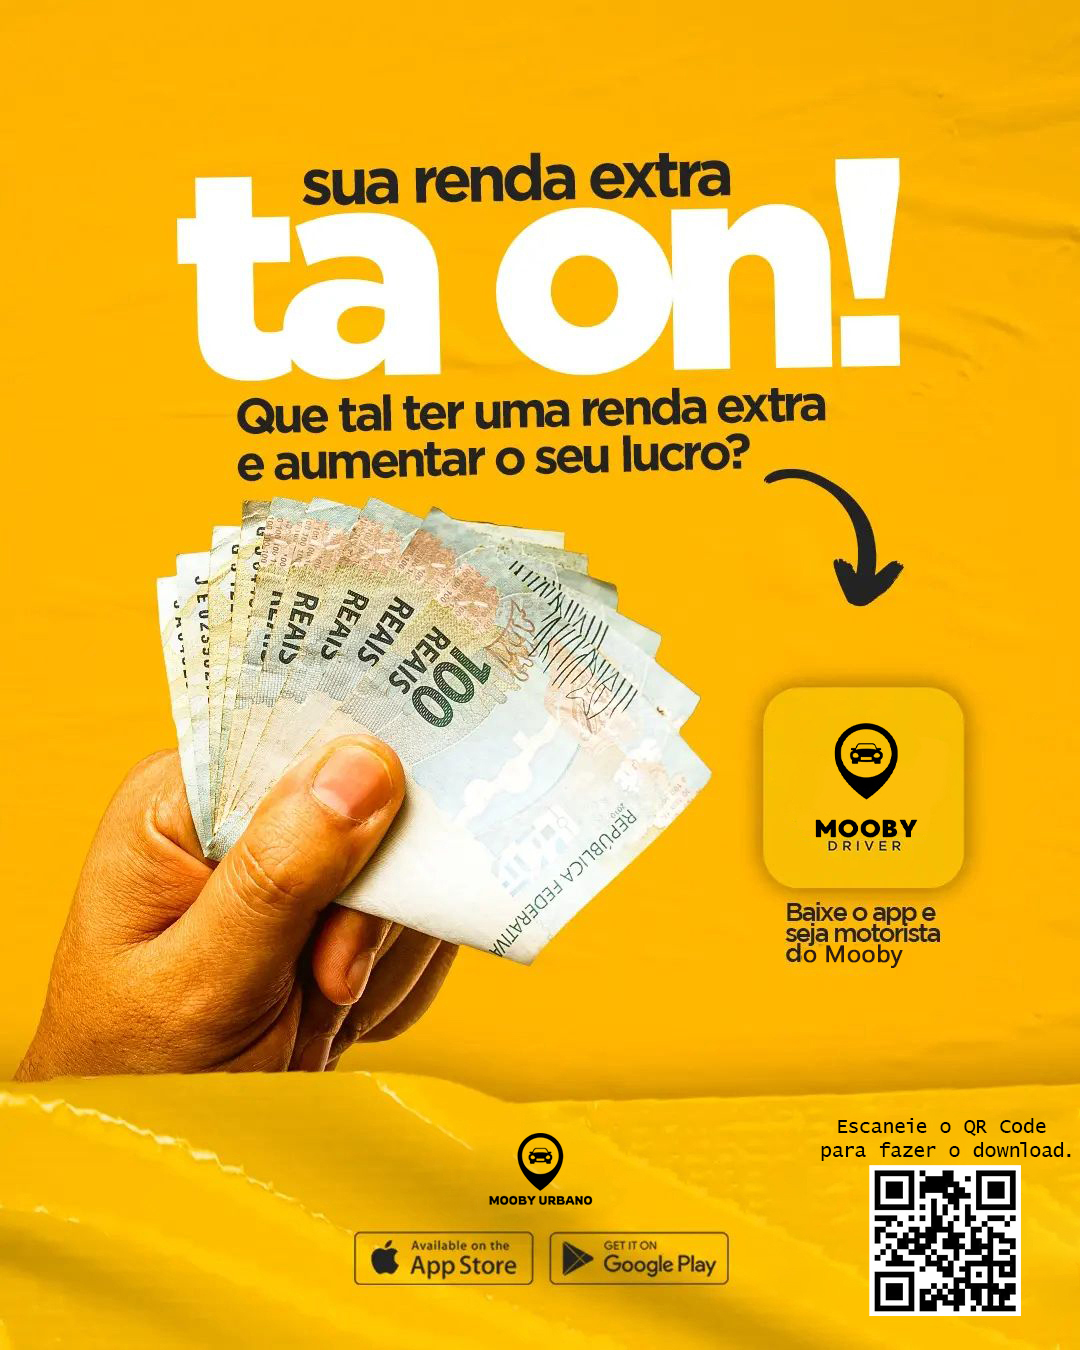 sua renda extra
ta on!
Que tal ter uma renda extra
e aumentar o seu lucro?
REAIS
REAIS
REAIS
REAIS
100
REAIS
2010
REPÚBLICA FEDERATIVA
MOOBY
DRIVER
Baixe o app e
seja motorista
do Mooby
Escaneie o QR Code
para fazer o download.
MOOBY URBANO
Available on the
App Store
GET IT ON
Google Play